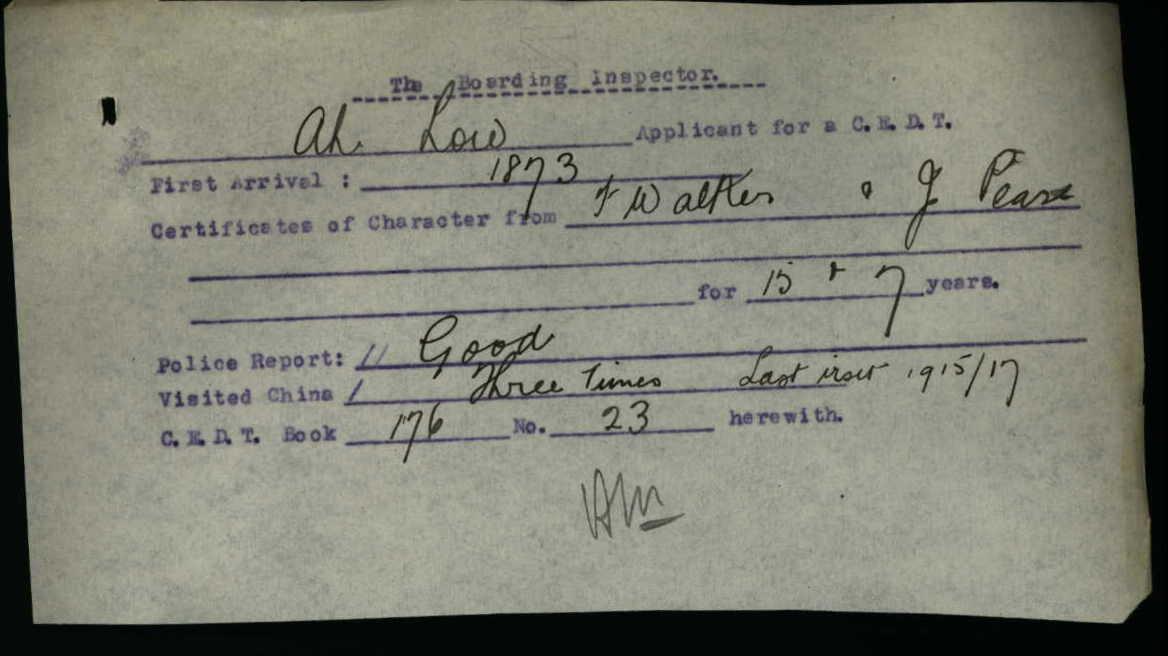 The Boarding Inspector.
Ah Low Applicant for a C.E.D.T.
First Arrival : 1873
Certificates of Character from F Walker & J Pearse
for 15 & 7 years.
Police Report: // Good
Visited China / Three Times Last visit 1915/17
C.E.D.T. Book 176 No. 23 herewith.